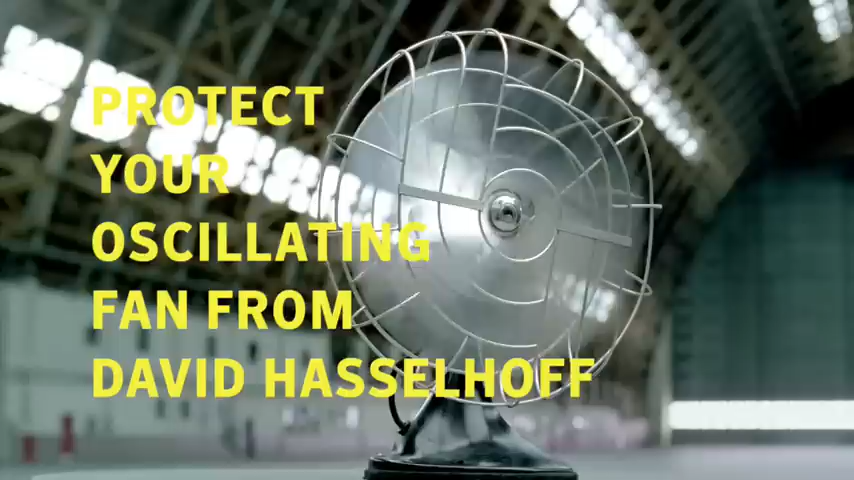 PROTECT
YOUR
OSCILLATING
FAN FROM
DAVID HASSELHOFF